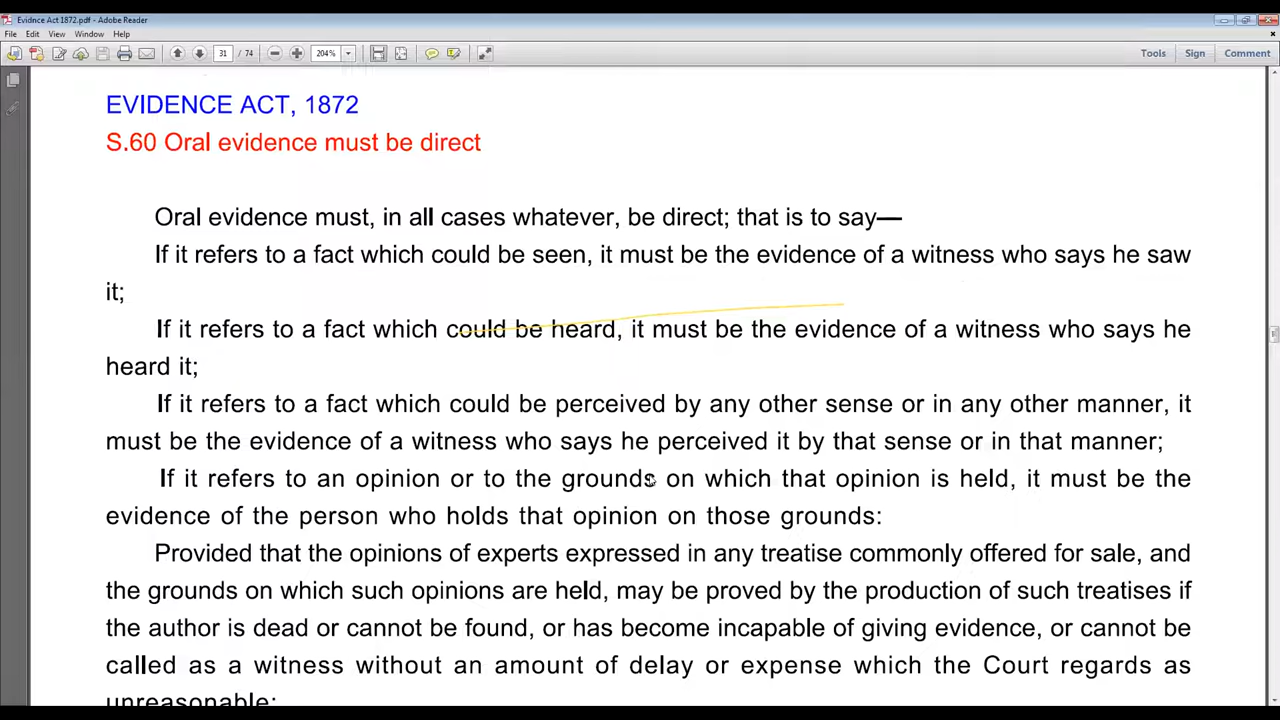 Evidnce Act 1872.pdf - Adobe Reader
File Edit View Window Help
31 / 74 204% Tools Sign Comment
EVIDENCE ACT, 1872
S.60 Oral evidence must be direct
Oral evidence must, in all cases whatever, be direct; that is to say—
If it refers to a fact which could be seen, it must be the evidence of a witness who says he saw
it;
If it refers to a fact which could be heard, it must be the evidence of a witness who says he
heard it;
If it refers to a fact which could be perceived by any other sense or in any other manner, it
must be the evidence of a witness who says he perceived it by that sense or in that manner;
If it refers to an opinion or to the grounds on which that opinion is held, it must be the
evidence of the person who holds that opinion on those grounds:
Provided that the opinions of experts expressed in any treatise commonly offered for sale, and
the grounds on which such opinions are held, may be proved by the production of such treatises if
the author is dead or cannot be found, or has become incapable of giving evidence, or cannot be
called as a witness without an amount of delay or expense which the Court regards as
unreasonable: